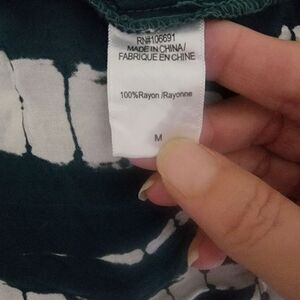 RN#106691
MADE IN CHINA/
FABRIQUE EN CHINE
100%Rayon /Rayonne
M